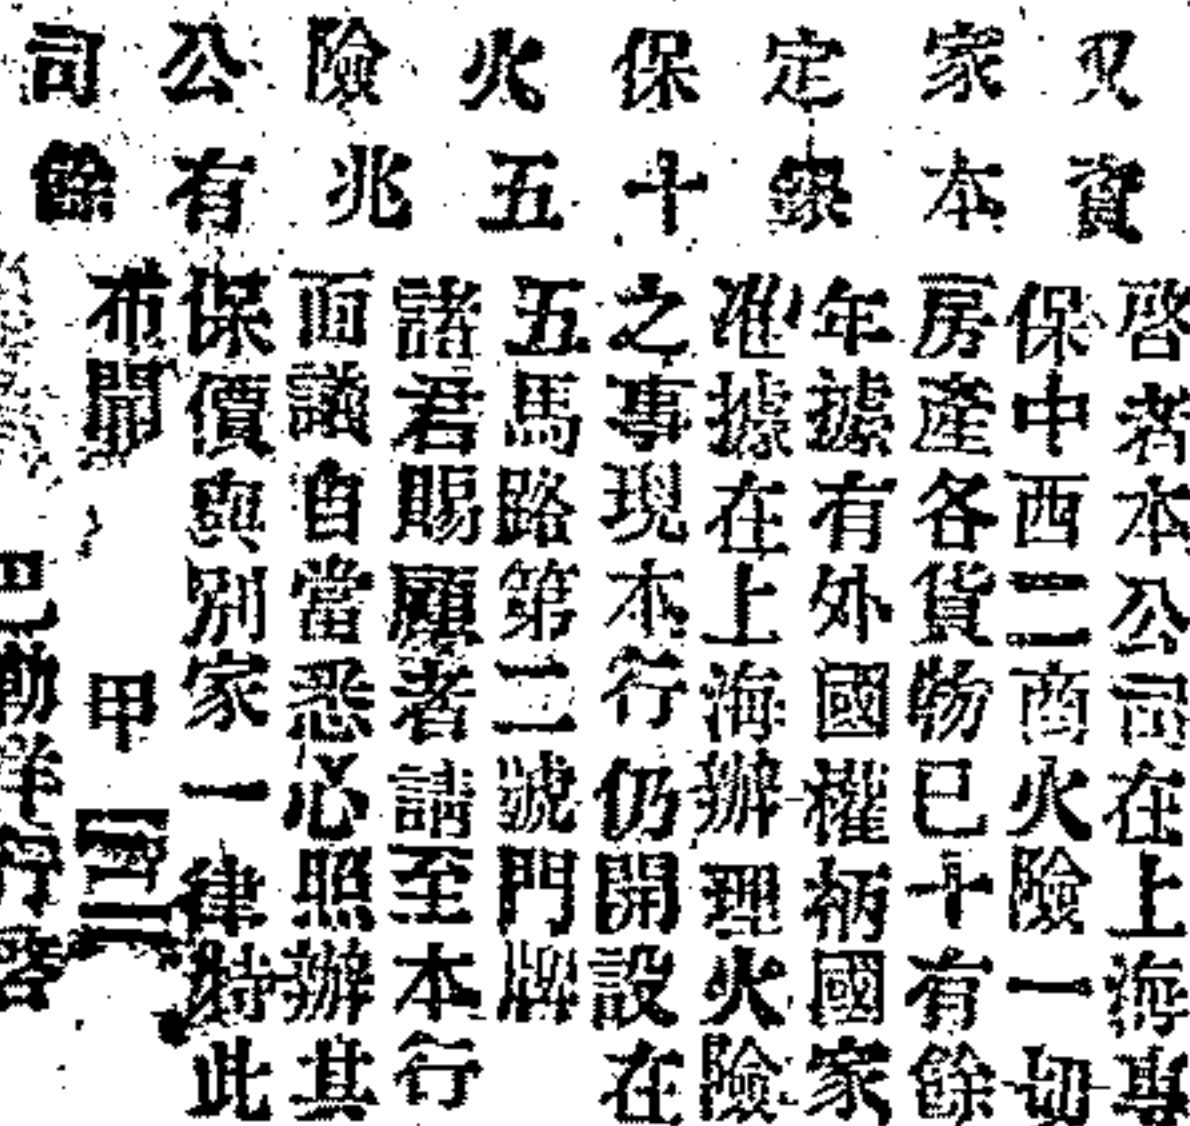 又家定保火險公司
資本銀十五兆有餘
啓者本公司在上海專
保中西二商火險一切
房產各貨物已十有餘
年據有外國權柄國家
准據在上海辦理火險
之事現本行仍開設在
五馬路第二號門牌
諸君賜顧者請至本行
面議自當悉心照辦其
保價與別家一律特此
布聞 甲
巴勒洋行啓